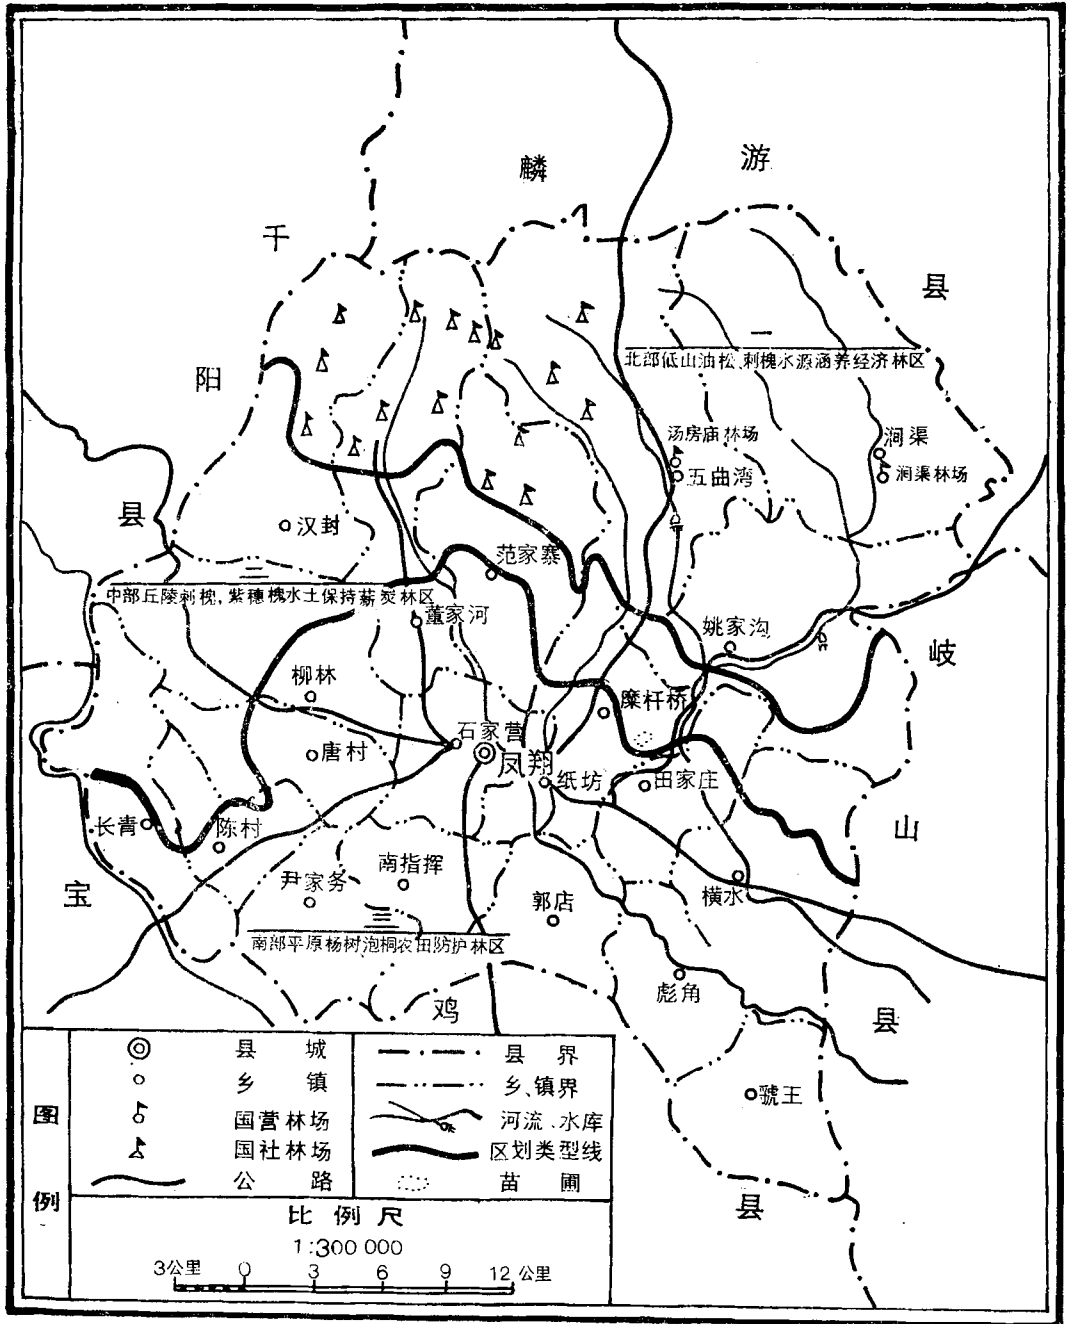 麟
游
千
县
阳
一
北部低山油松、刺槐水源涵养经济林区
汤房庙林场
涧渠
五曲湾
涧渠林场
县
汉封
范家寨
二
中部丘陵刺槐,紫穗槐水土保持薪炭林区
董家河
姚家沟
岐
柳林
糜杆桥
石家营
唐村
凤翔
纸坊
田家庄
长青
陈村
山
南指挥
宝
尹家务
郭店
横水
三
南部平原杨树泡桐农田防护林区
彪角
鸡
县
虢王
县
图例
县城
县界
乡镇
乡、镇界
国营林场
河流、水库
国社林场
区划类型线
公路
苗圃
比例尺
1:300 000
3公里 0 3 6 9 12 公里